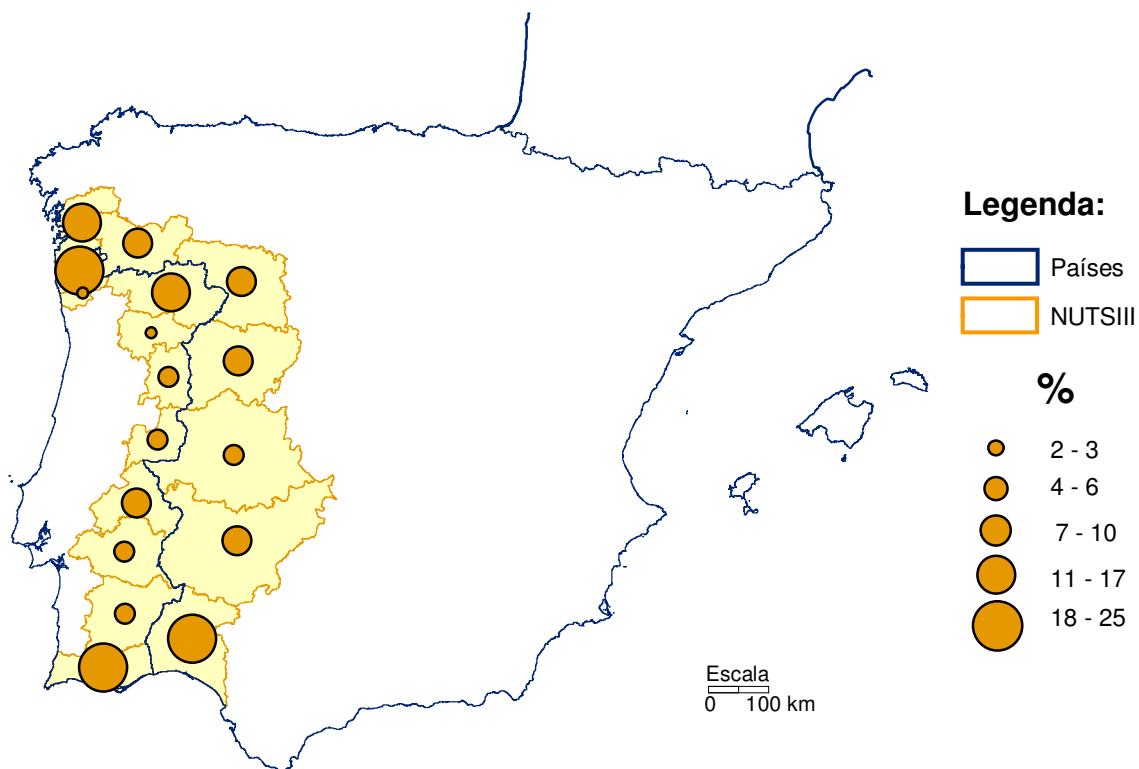 Legenda:
Países
NUTSIII
%
2 - 3
4 - 6
7 - 10
11 - 17
18 - 25
Escala
0 100 km